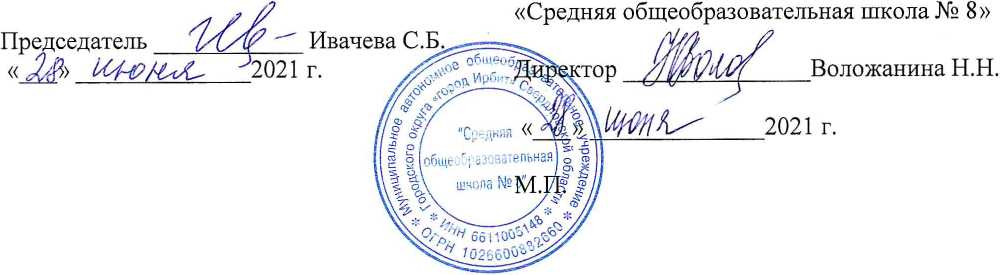 «Средняя общеобразовательная школа № 8»
Председатель Ивачева С.Б.
«28» июня 2021 г.
Директор Воложанина Н.Н.
«28» июня 2021 г.
М.П.
Муниципальное автономное общеобразовательное учреждение
Городского округа «город Ирбит» Свердловской области
"Средняя
общеобразовательная
школа №
* ИНН 6611005148 *
* ОГРН 1026600882660 *